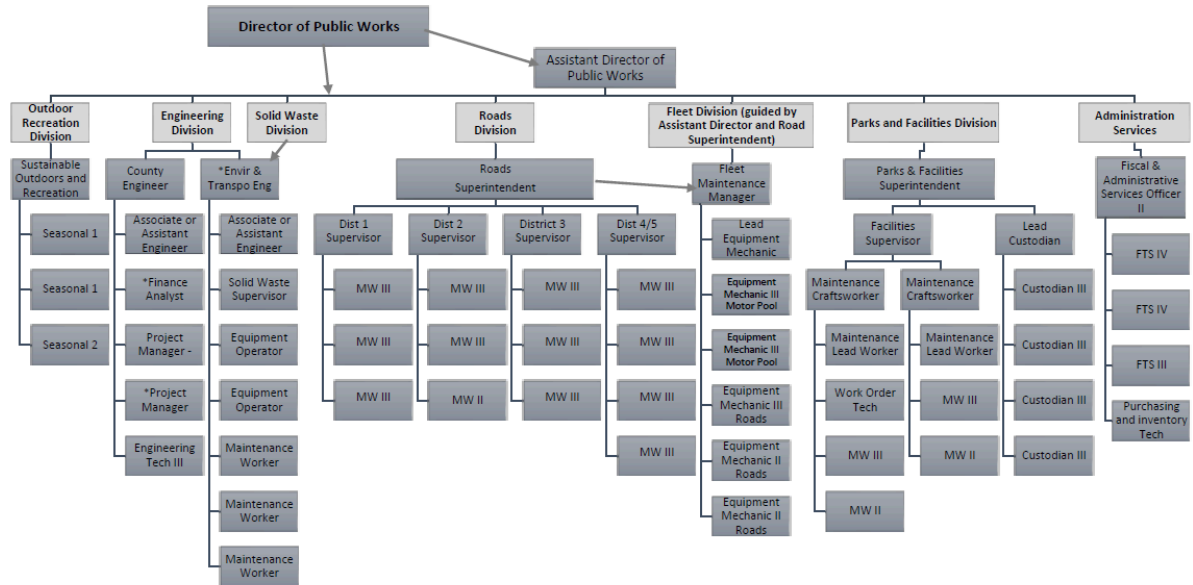 Director of Public Works
Assistant Director of
Public Works
Outdoor
Recreation
Division
Engineering
Division
Solid Waste
Division
Roads
Division
Fleet Division (guided by
Assistant Director and Road
Superintendent)
Parks and Facilities Division
Administration
Services
Sustainable
Outdoors and
Recreation
Seasonal 1
Seasonal 1
Seasonal 2
County
Engineer
Associate or
Assistant
Engineer
*Finance
Analyst
Project
Manager -
*Project
Manager
Engineering
Tech III
*Envir &
Transpo Eng
Associate or
Assistant
Engineer
Solid Waste
Supervisor
Equipment
Operator
Equipment
Operator
Maintenance
Worker
Maintenance
Worker
Maintenance
Worker
Roads
Superintendent
Dist 1
Supervisor
MW III
MW III
MW III
Dist 2
Supervisor
MW III
MW III
MW II
District 3
Supervisor
MW III
MW III
MW III
Dist 4/5
Supervisor
MW III
MW III
MW III
MW III
Fleet
Maintenance
Manager
Lead
Equipment
Mechanic
Equipment
Mechanic III
Motor Pool
Equipment
Mechanic III
Motor Pool
Equipment
Mechanic III
Roads
Equipment
Mechanic II
Roads
Equipment
Mechanic II
Roads
Parks & Facilities
Superintendent
Facilities
Supervisor
Maintenance
Craftsworker
Maintenance
Lead Worker
Work Order
Tech
MW III
MW II
Maintenance
Craftsworker
Maintenance
Lead Worker
MW III
MW II
Lead
Custodian
Custodian III
Custodian III
Custodian III
Custodian III
Fiscal &
Administrative
Services Officer
II
FTS IV
FTS IV
FTS III
Purchasing
and inventory
Tech